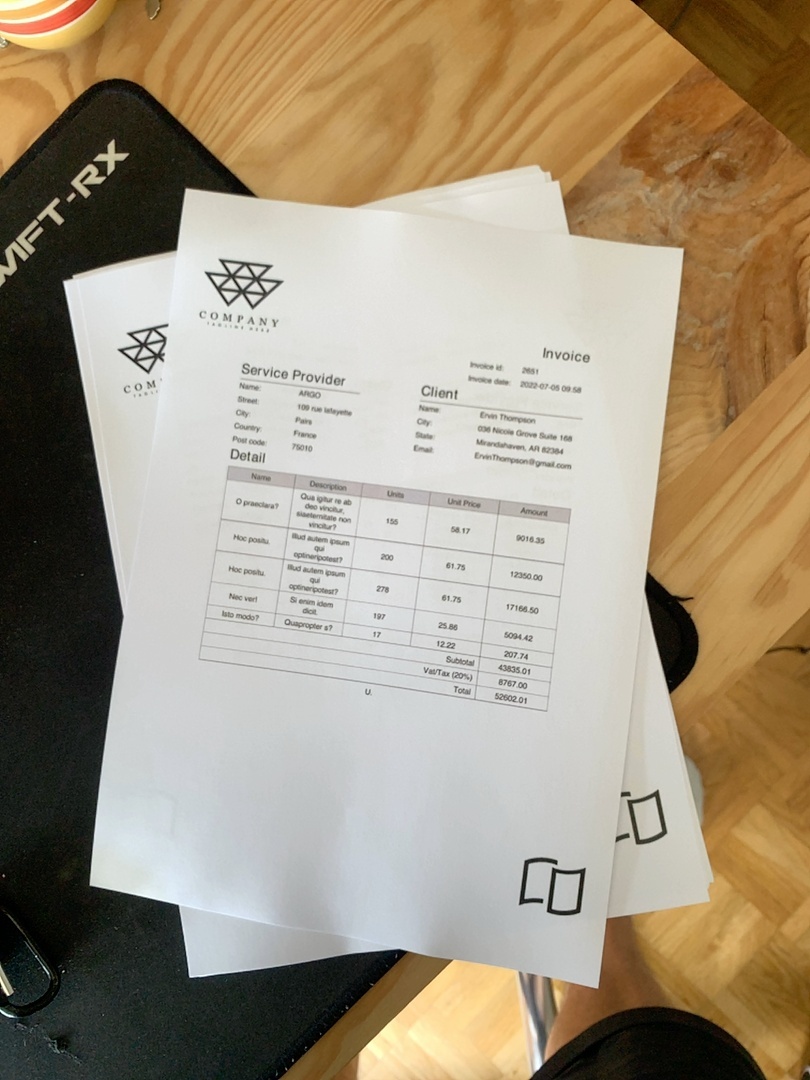 WIFT-RX
COMPANY
TAGLINE HERE
COM
Invoice
Invoice id: 2651
Invoice date: 2022-07-05 09:58
Service Provider
Name: ARGO
Street: 109 rue lafayette
City: Pairs
Country: France
Post code: 75010
Client
Name: Ervin Thompson
City: 036 Nicole Grove Suite 168
State: Mirandahaven, AR 82384
Email: ErvinThompson@gmail.com
Detail
Name Description Units Unit Price Amount
O praeclara? Qua igitur re ab deo vincitur, siaeternitate non vincitur? 155 58.17 9016.35
Hoc positu. Illud autem ipsum qui optineripotest? 200 61.75 12350.00
Hoc positu. Illud autem ipsum qui optineripotest? 278 61.75 17166.50
Nec ver! Si enim idem dicit. 197 25.86 5094.42
Isto modo? Quapropter s? 17 12.22 207.74
Subtotal 43835.01
Vat/Tax (20%) 8767.00
Total 52602.01
U.